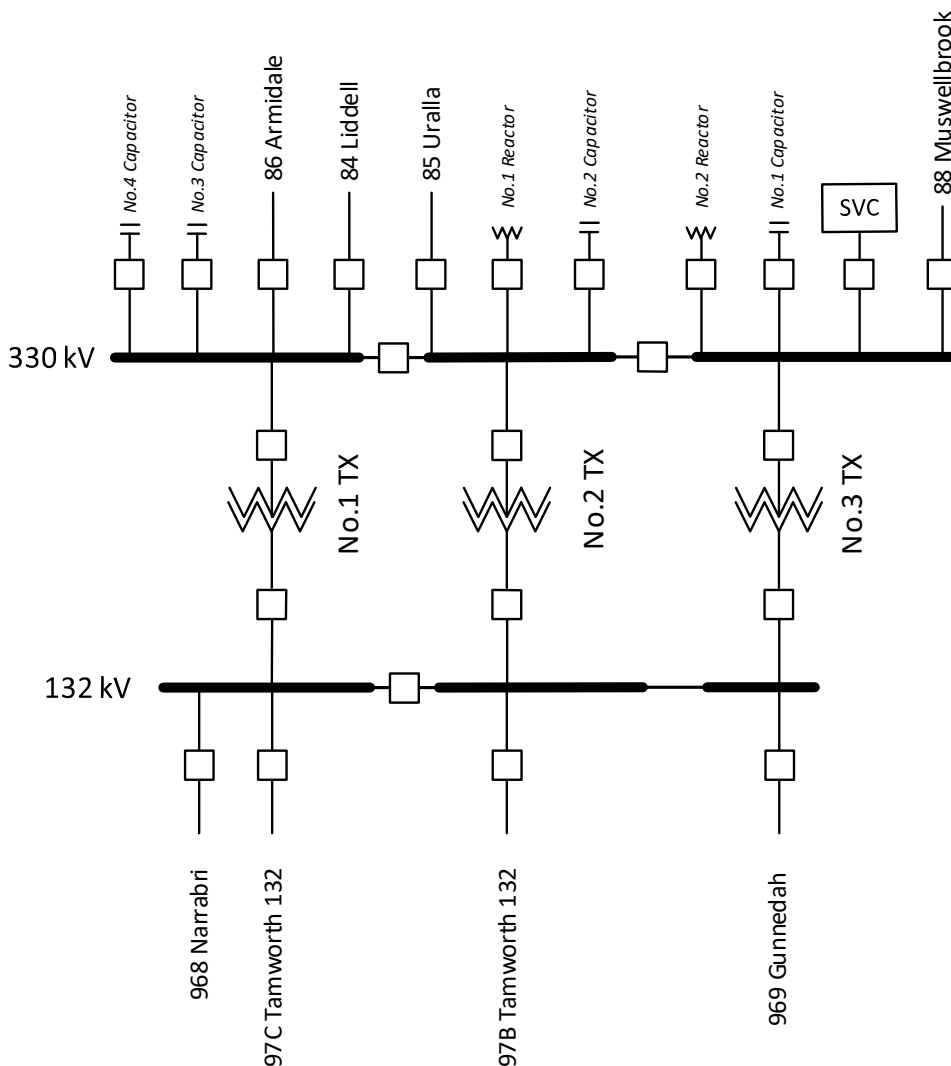 No.4 Capacitor
No.3 Capacitor
86 Armidale
84 Liddell
85 Uralla
No.1 Reactor
No.2 Capacitor
No.2 Reactor
No.1 Capacitor
SVC
88 Muswellbrook
330 kV
No.1 TX
No.2 TX
No.3 TX
132 kV
968 Narrabri
97C Tamworth 132
97B Tamworth 132
969 Gunnedah